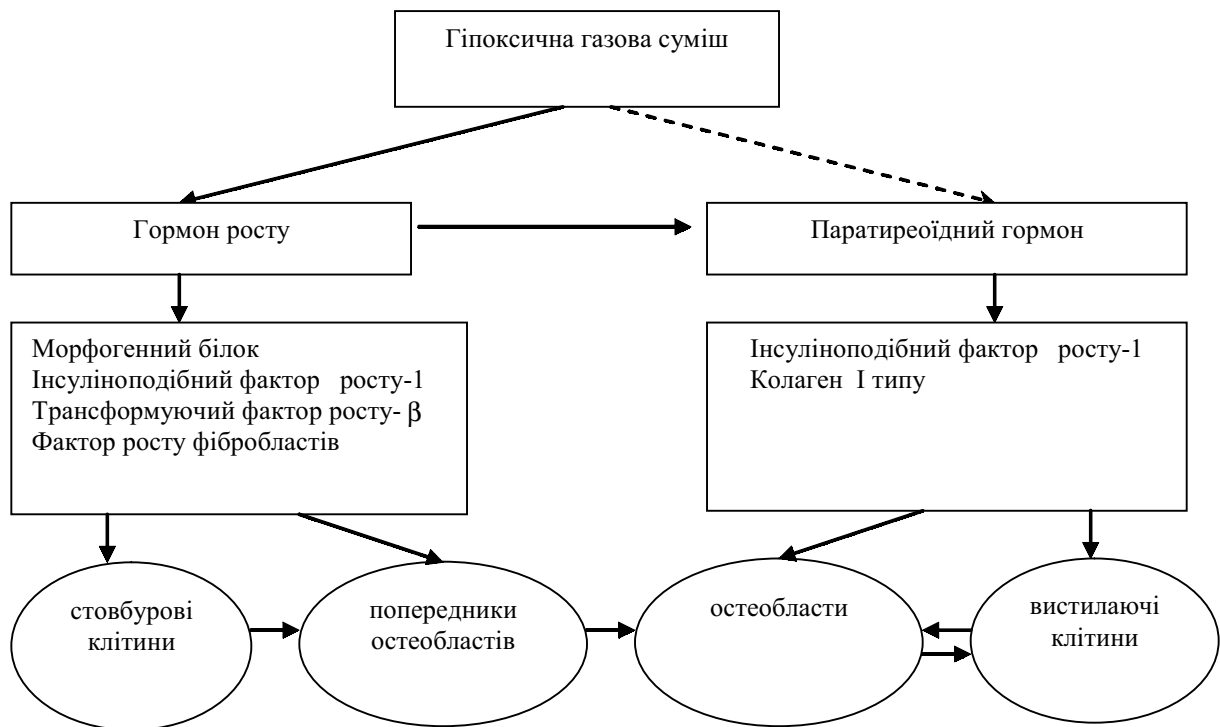 Гіпоксична газова суміш
Гормон росту
Паратиреоїдний гормон
Морфогенний білок
Інсуліноподібний фактор росту-1
Трансформуючий фактор росту- β
Фактор росту фібробластів
Інсуліноподібний фактор росту-1
Колаген І типу
стовбурові
клітини
попередники
остеобластів
остеобласти
вистилаючі
клітини